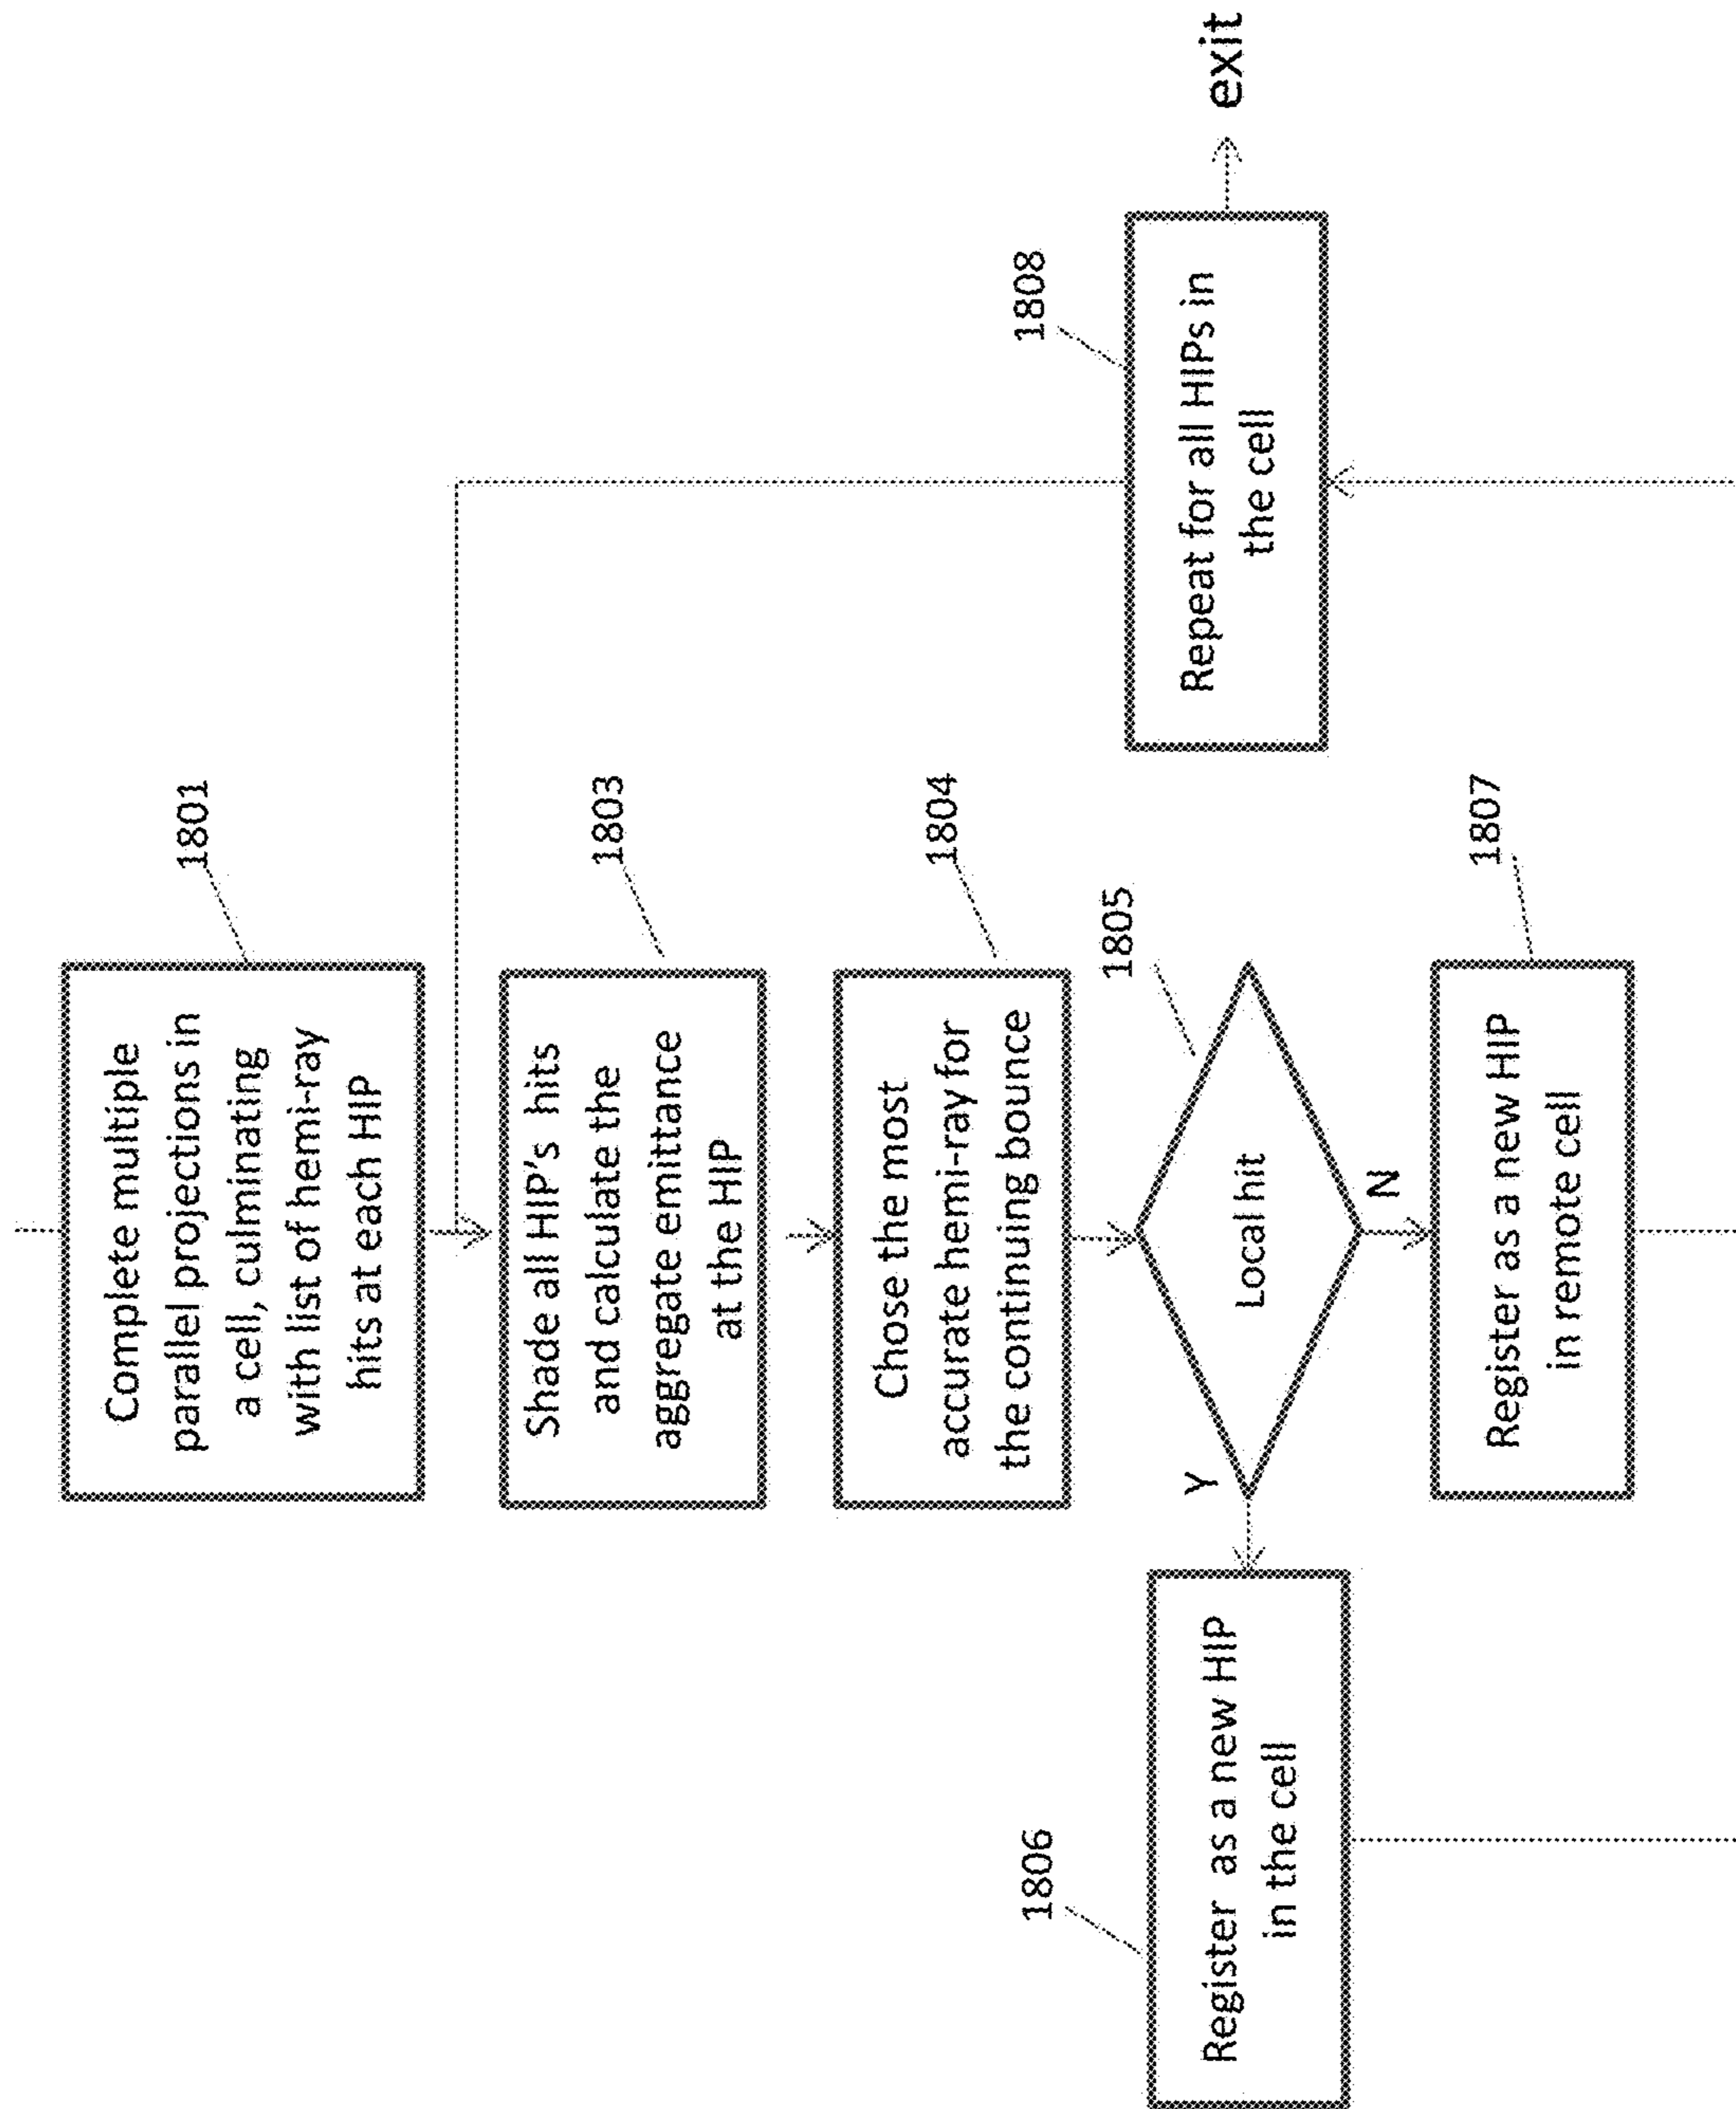 1801
Complete multiple
parallel projections in
a cell, culminating
with list of hemi-ray
hits at each HIP
1803
Shade all HIP's hits
and calculate the
aggregate emittance
at the HIP
1804
Chose the most
accurate hemi-ray for
the continuing bounce
1805
Local hit
Y
N
1806
Register as a new HIP
in the cell
1807
Register as a new HIP
in remote cell
1808
Repeat for all HIPs in
the cell
exit